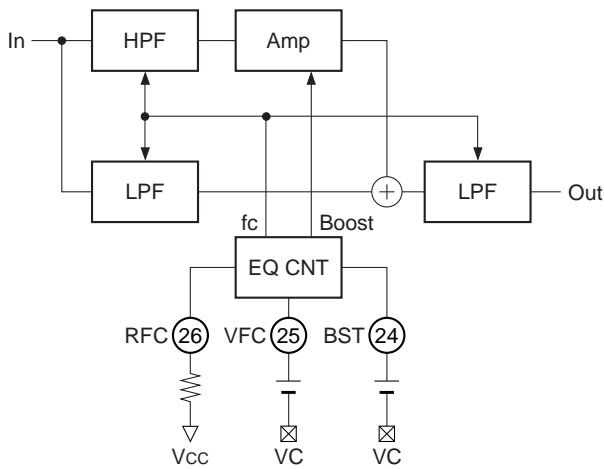 In
HPF
Amp
LPF
LPF
Out
fc
Boost
EQ CNT
RFC 26
VFC 25
BST 24
VCC
VC
VC